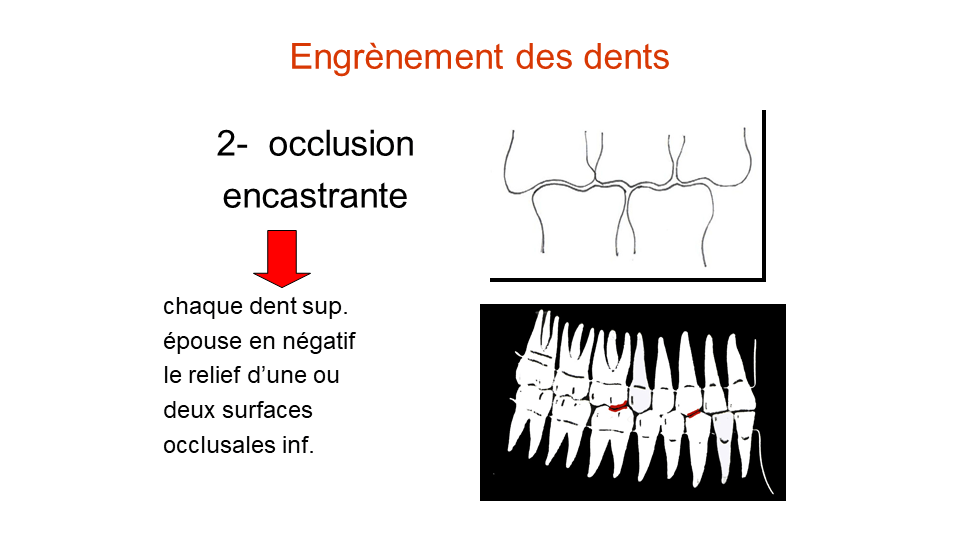 Engrènement des dents
2- occlusion
encastrante
chaque dent sup.
épouse en négatif
le relief d’une ou
deux surfaces
occlusales inf.